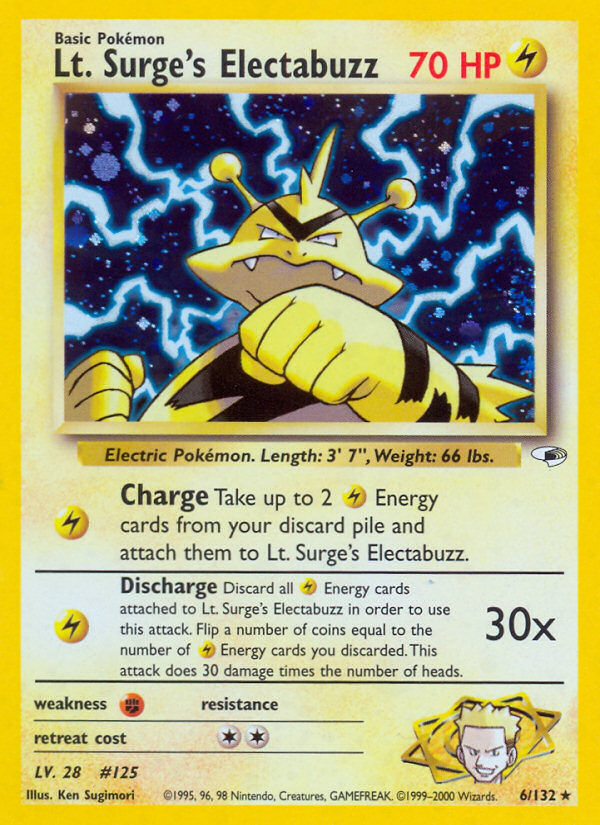 Basic Pokémon
Lt. Surge's Electabuzz 70 HP
Electric Pokémon. Length: 3' 7", Weight: 66 lbs.
Charge Take up to 2 Energy
cards from your discard pile and
attach them to Lt. Surge's Electabuzz.
Discharge Discard all Energy cards
attached to Lt. Surge's Electabuzz in order to use
this attack. Flip a number of coins equal to the
number of Energy cards you discarded. This
attack does 30 damage times the number of heads.
30x
weakness resistance
retreat cost
LV. 28 #125
Illus. Ken Sugimori ©1995, 96, 98 Nintendo, Creatures, GAMEFREAK. ©1999-2000 Wizards. 6/132 ★